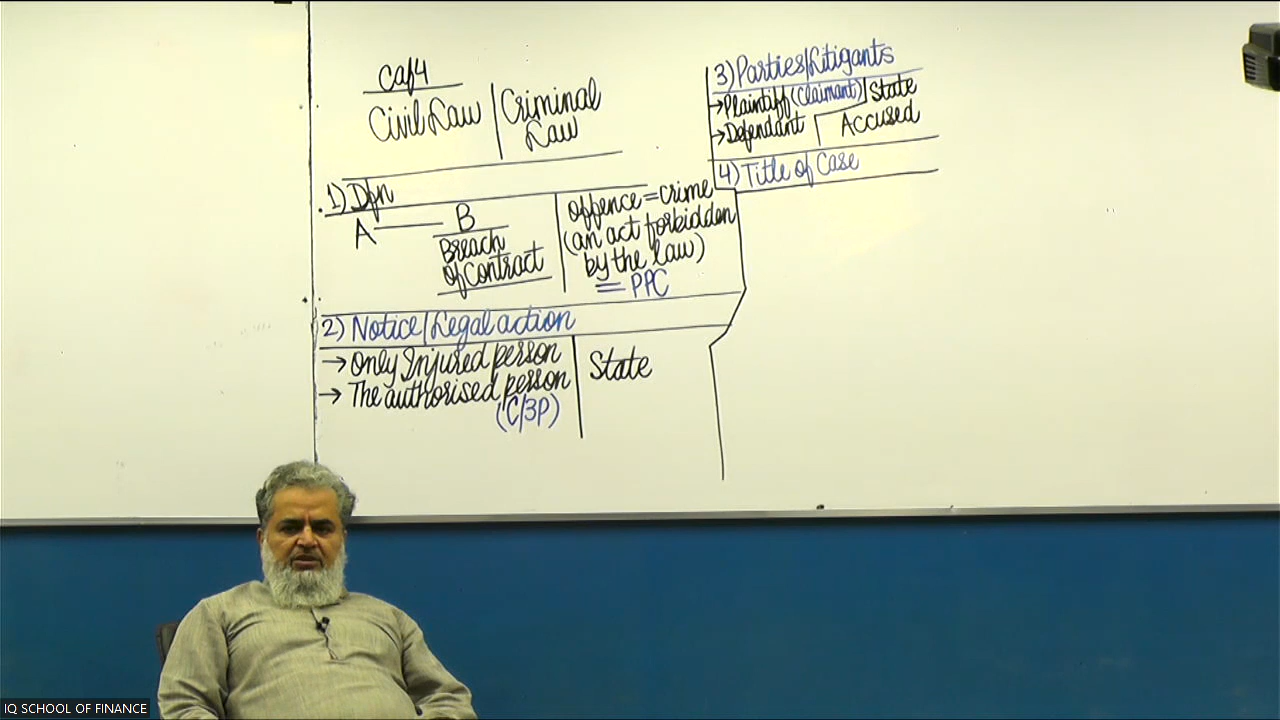 Caf4
Civil Law | Criminal
Law
1) Dfn
A —— B
Breach
of Contract
offence = crime
(an act forbidden
by the law)
= PPC
2) Notice/Legal action
→ Only Injured person
→ The authorised person
(C/3P)
State
3) Parties/Litigants
→ Plaintiff (Claimant) / State
→ Defendant
Accused
4) Title of Case
IQ SCHOOL OF FINANCE